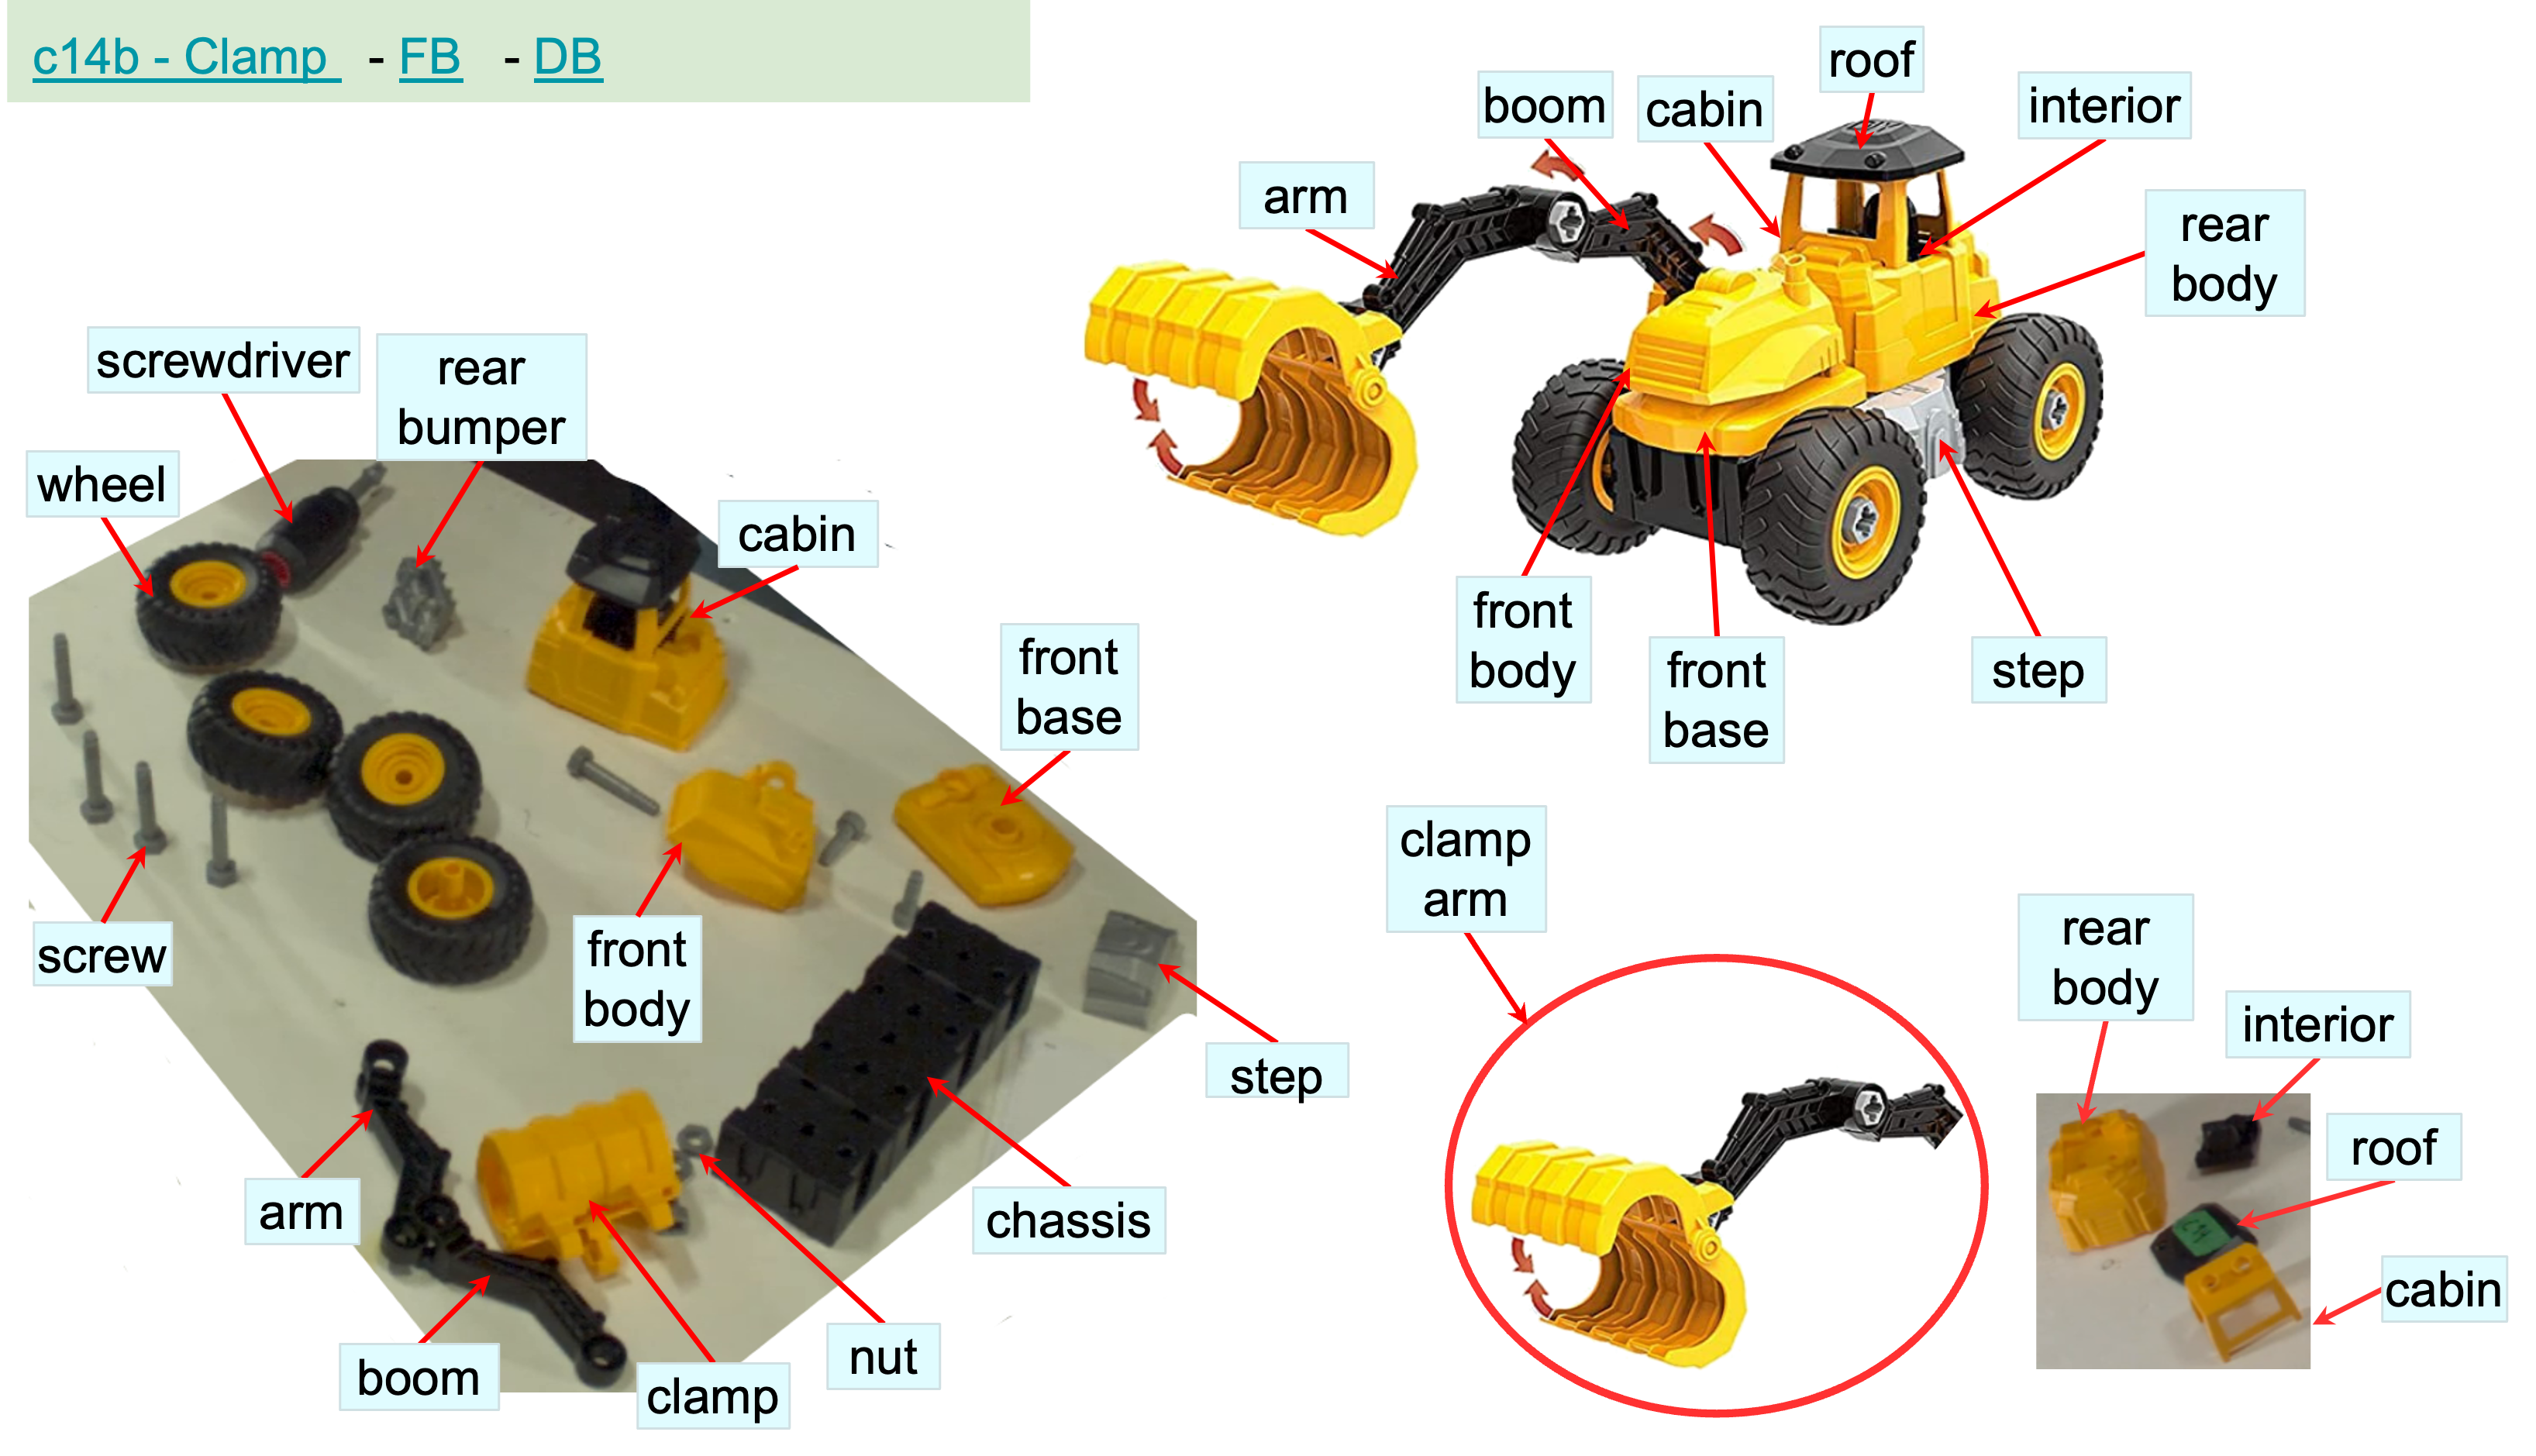 c14b - Clamp - FB - DB
roof
boom
cabin
interior
arm
rear
body
screwdriver
rear
bumper
wheel
cabin
front
base
front
body
front
base
step
clamp
arm
screw
front
body
step
rear
body
interior
roof
arm
chassis
cabin
boom
clamp
nut